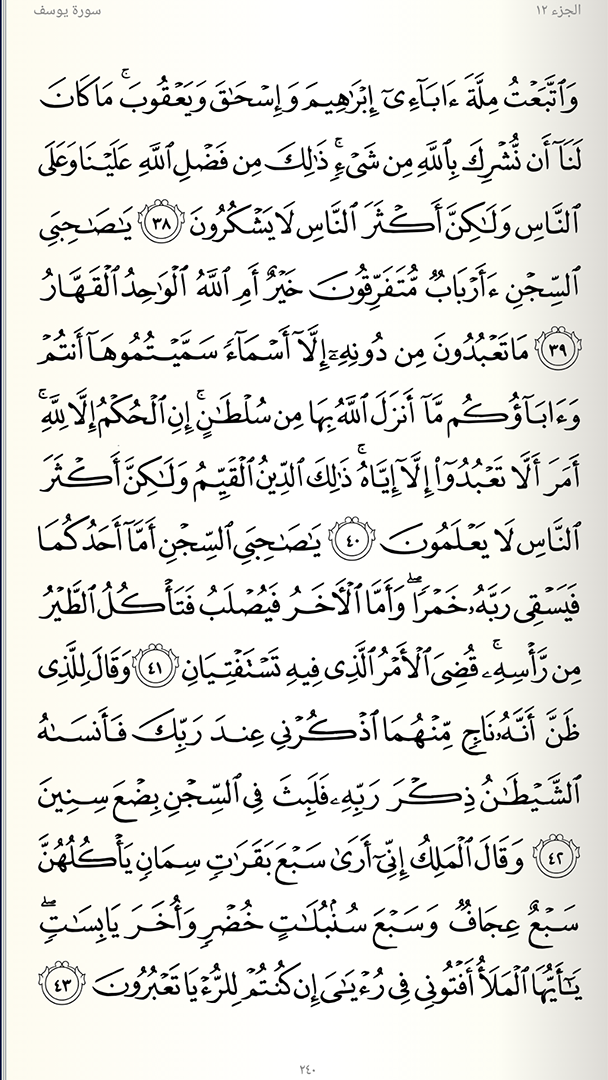 الجزء ١٢
سورة يوسف
وَٱتَّبَعۡتُ مِلَّةَ ءَابَآءِيٓ إِبۡرَٰهِيمَ وَإِسۡحَٰقَ وَيَعۡقُوبَۚ مَا كَانَ
لَنَآ أَن نُّشۡرِكَ بِٱللَّهِ مِن شَيۡءٖۚ ذَٰلِكَ مِن فَضۡلِ ٱللَّهِ عَلَيۡنَا وَعَلَى
ٱلنَّاسِ وَلَٰكِنَّ أَكۡثَرَ ٱلنَّاسِ لَا يَشۡكُرُونَ ٣٨ يَٰصَٰحِبَيِ
ٱلسِّجۡنِ ءَأَرۡبَابٞ مُّتَفَرِّقُونَ خَيۡرٌ أَمِ ٱللَّهُ ٱلۡوَٰحِدُ ٱلۡقَهَّارُ
٣٩ مَا تَعۡبُدُونَ مِن دُونِهِۦٓ إِلَّآ أَسۡمَآءٗ سَمَّيۡتُمُوهَآ أَنتُمۡ
وَءَابَآؤُكُم مَّآ أَنزَلَ ٱللَّهُ بِهَا مِن سُلۡطَٰنٍۚ إِنِ ٱلۡحُكۡمُ إِلَّا لِلَّهِۚ
أَمَرَ أَلَّا تَعۡبُدُوٓاْ إِلَّآ إِيَّاهُۚ ذَٰلِكَ ٱلدِّينُ ٱلۡقَيِّمُ وَلَٰكِنَّ أَكۡثَرَ
ٱلنَّاسِ لَا يَعۡلَمُونَ ٤٠ يَٰصَٰحِبَيِ ٱلسِّجۡنِ أَمَّآ أَحَدُكُمَا
فَيَسۡقِي رَبَّهُۥ خَمۡرٗاۖ وَأَمَّا ٱلۡأٓخَرُ فَيُصۡلَبُ فَتَأۡكُلُ ٱلطَّيۡرُ
مِن رَّأۡسِهِۦۚ قُضِيَ ٱلۡأَمۡرُ ٱلَّذِي فِيهِ تَسۡتَفۡتِيَانِ ٤١ وَقَالَ لِلَّذِي
ظَنَّ أَنَّهُۥ نَاجٖ مِّنۡهُمَا ٱذۡكُرۡنِي عِندَ رَبِّكَ فَأَنسَىٰهُ
ٱلشَّيۡطَٰنُ ذِكۡرَ رَبِّهِۦ فَلَبِثَ فِي ٱلسِّجۡنِ بِضۡعَ سِنِينَ
٤٢ وَقَالَ ٱلۡمَلِكُ إِنِّيٓ أَرَىٰ سَبۡعَ بَقَرَٰتٖ سِمَانٖ يَأۡكُلُهُنَّ
سَبۡعٌ عِجَافٞ وَسَبۡعَ سُنۢبُلَٰتٍ خُضۡرٖ وَأُخَرَ يَابِسَٰتٖۖ
يَٰٓأَيُّهَا ٱلۡمَلَأُ أَفۡتُونِي فِي رُءۡيَٰيَ إِن كُنتُمۡ لِلرُّءۡيَا تَعۡبُرُونَ ٤٣
٢٤٠